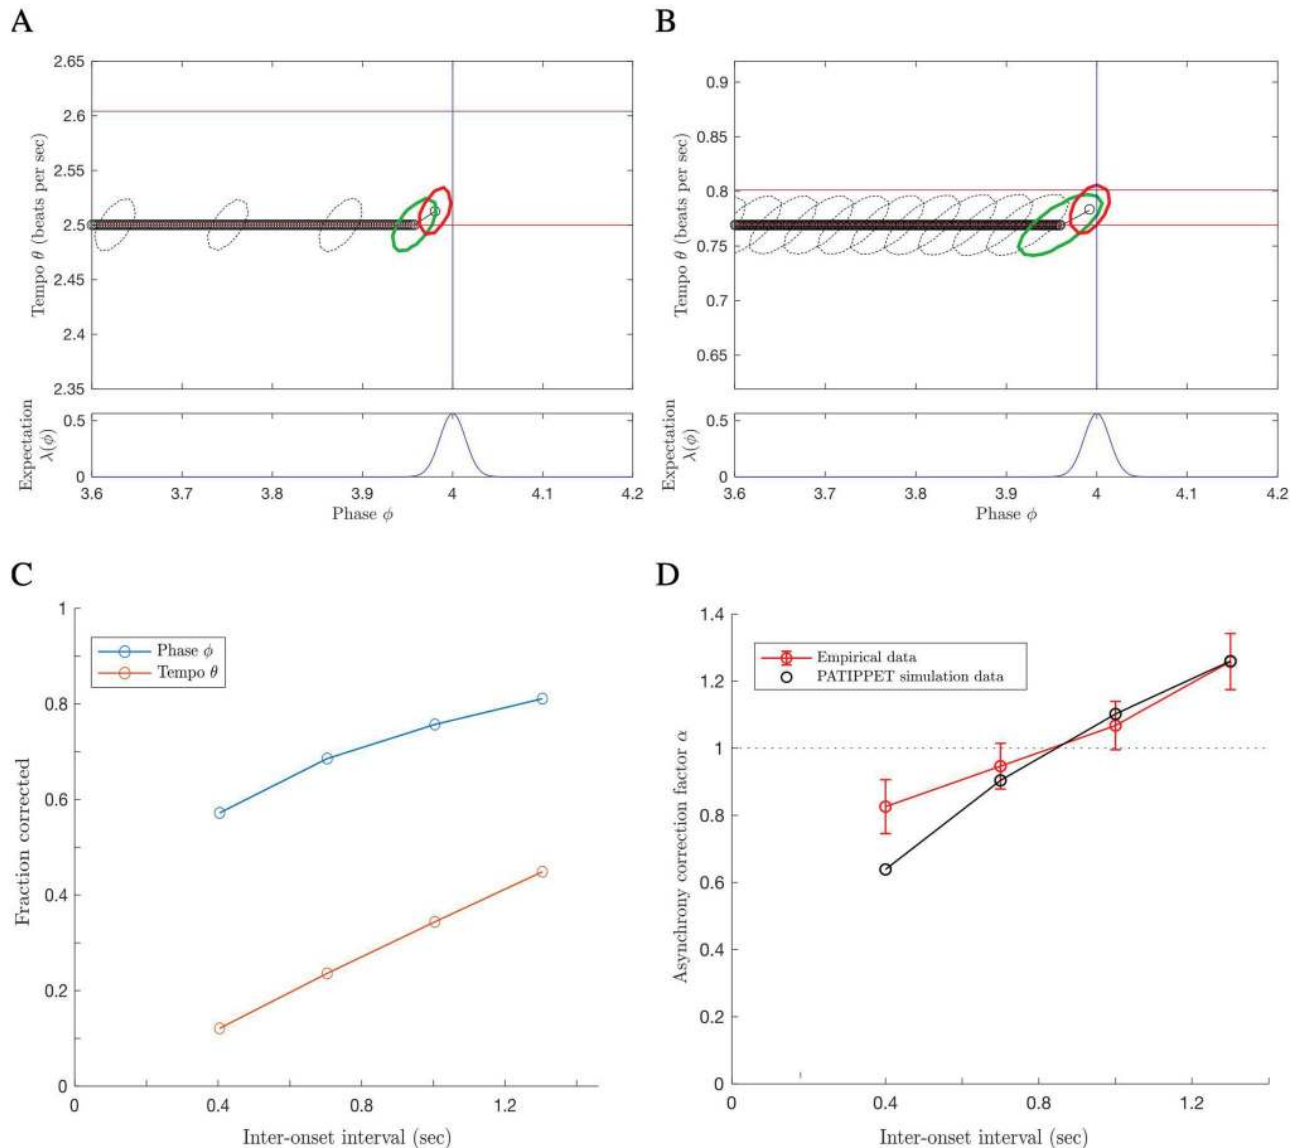 A
2.65
2.6
2.55
2.5
2.45
2.4
2.35
Tempo θ (beats per sec)
0.5
0
Expectation
λ(ϕ)
3.6 3.7 3.8 3.9 4 4.1 4.2
Phase ϕ
B
0.9
0.85
0.8
0.75
0.7
0.65
Tempo θ (beats per sec)
0.5
0
Expectation
λ(ϕ)
3.6 3.7 3.8 3.9 4 4.1 4.2
Phase ϕ
C
1
0.8
0.6
0.4
0.2
0
Fraction corrected
Phase ϕ
Tempo θ
0 0.4 0.8 1.2
Inter-onset interval (sec)
D
1.4
1.2
1
0.8
0.6
0.4
0.2
0
Asynchrony correction factor α
Empirical data
PATIPPET simulation data
0 0.4 0.8 1.2
Inter-onset interval (sec)